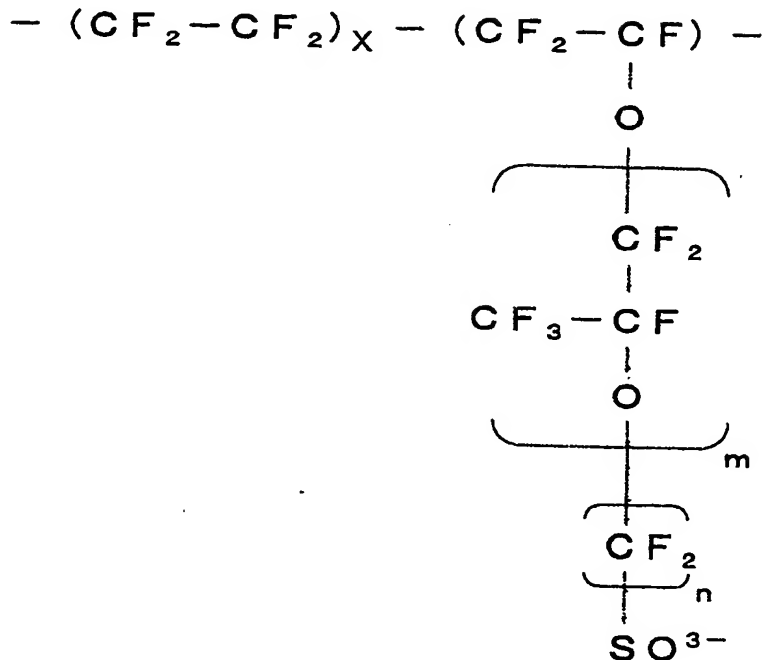 — (CF₂—CF₂)ₓ — (CF₂—CF) —
O
CF₂
CF₃—CF
O
m
CF₂
n
SO³⁻